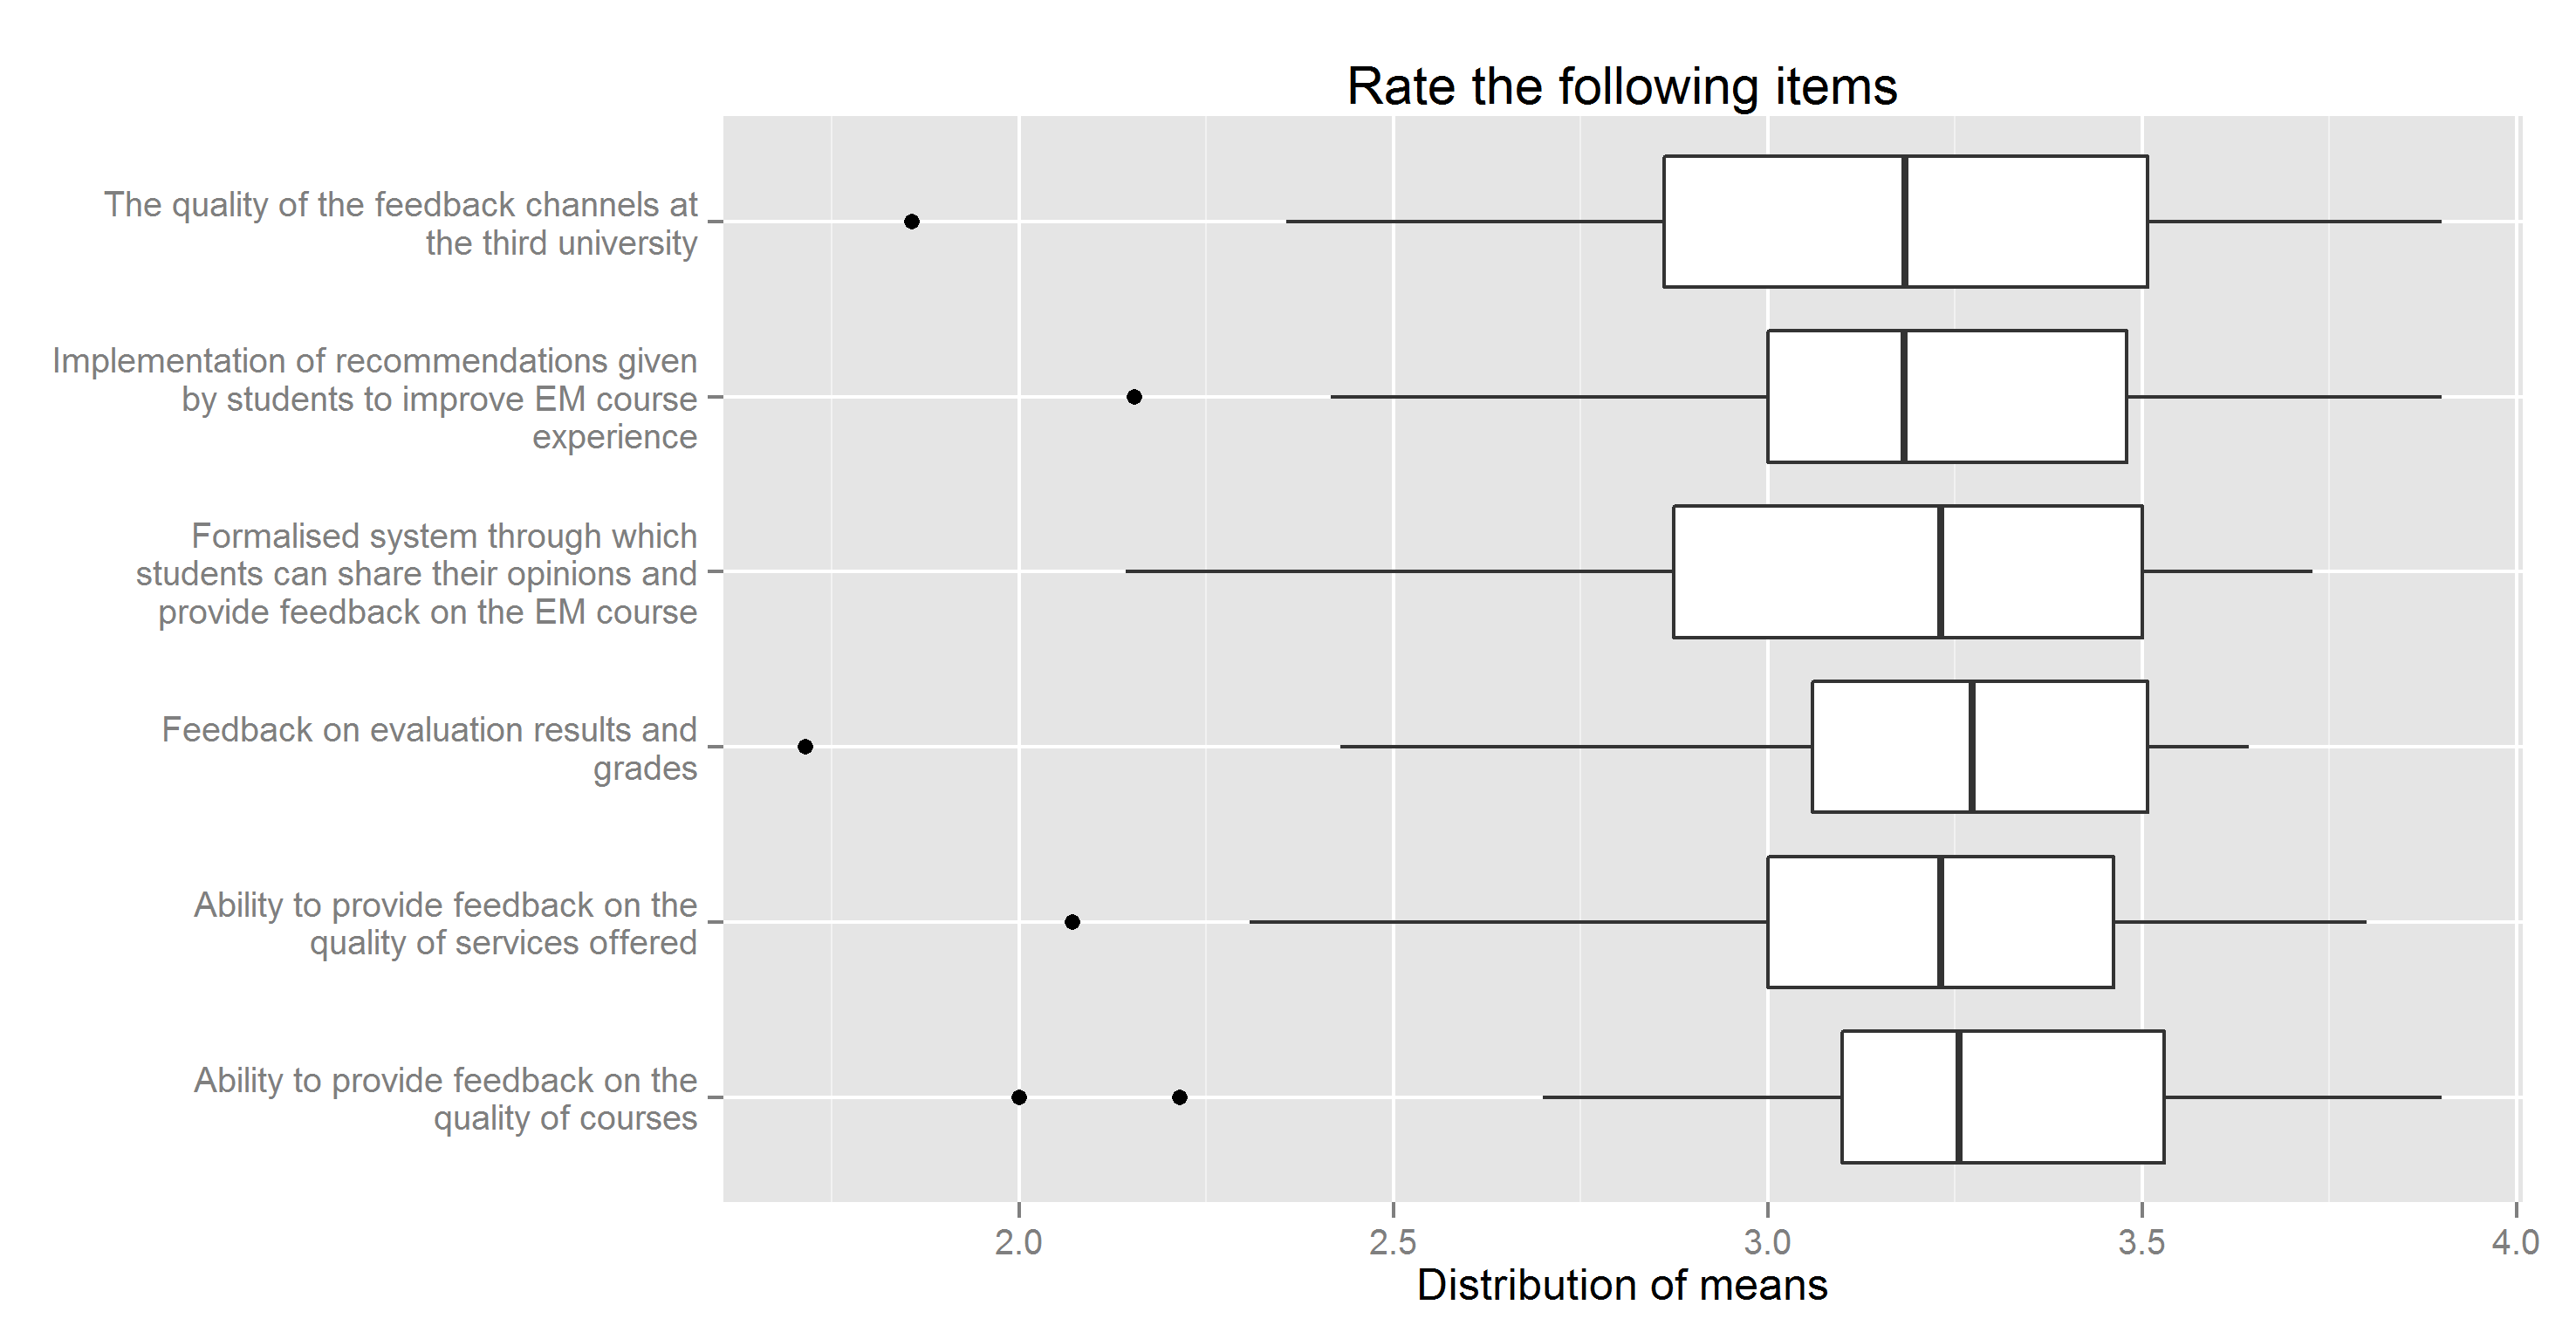 Rate the following items
The quality of the feedback channels at
the third university
Implementation of recommendations given
by students to improve EM course
experience
Formalised system through which
students can share their opinions and
provide feedback on the EM course
Feedback on evaluation results and
grades
Ability to provide feedback on the
quality of services offered
Ability to provide feedback on the
quality of courses
2.0 2.5 3.0 3.5 4.0
Distribution of means